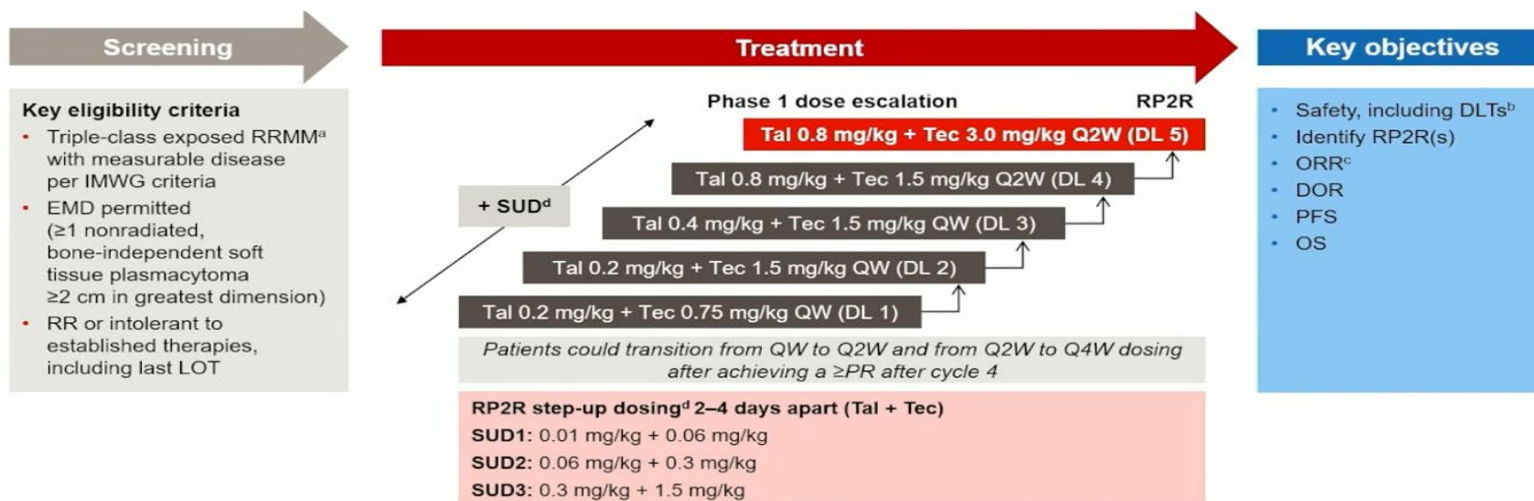 Screening
Treatment
Key objectives
Key eligibility criteria
• Triple-class exposed RRMMᵃ
with measurable disease
per IMWG criteria
• EMD permitted
(≥1 nonradiated,
bone-independent soft
tissue plasmacytoma
≥2 cm in greatest dimension)
• RR or intolerant to
established therapies,
including last LOT
Phase 1 dose escalation
RP2R
Tal 0.8 mg/kg + Tec 3.0 mg/kg Q2W (DL 5)
Tal 0.8 mg/kg + Tec 1.5 mg/kg Q2W (DL 4)
+ SUDᵈ
Tal 0.4 mg/kg + Tec 1.5 mg/kg QW (DL 3)
Tal 0.2 mg/kg + Tec 1.5 mg/kg QW (DL 2)
Tal 0.2 mg/kg + Tec 0.75 mg/kg QW (DL 1)
Patients could transition from QW to Q2W and from Q2W to Q4W dosing
after achieving a ≥PR after cycle 4
RP2R step-up dosingᵈ 2–4 days apart (Tal + Tec)
SUD1: 0.01 mg/kg + 0.06 mg/kg
SUD2: 0.06 mg/kg + 0.3 mg/kg
SUD3: 0.3 mg/kg + 1.5 mg/kg
• Safety, including DLTsᵇ
• Identify RP2R(s)
• ORRᶜ
• DOR
• PFS
• OS